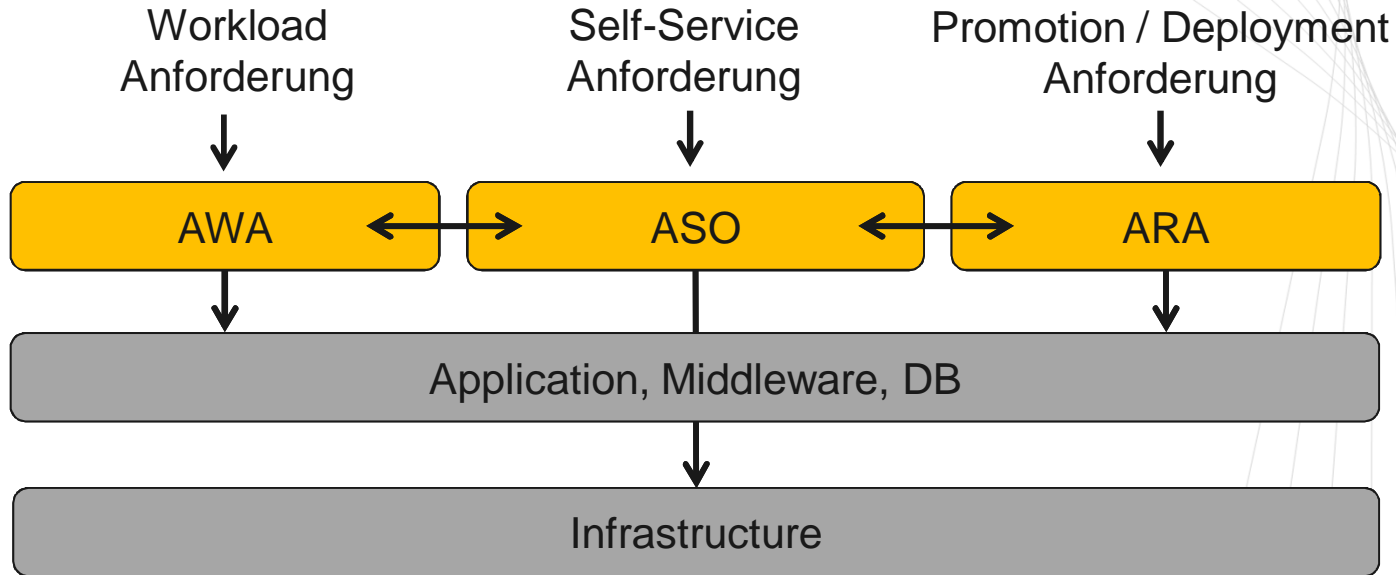 Workload
Anforderung
Self-Service
Anforderung
Promotion / Deployment
Anforderung
AWA
ASO
ARA
Application, Middleware, DB
Infrastructure